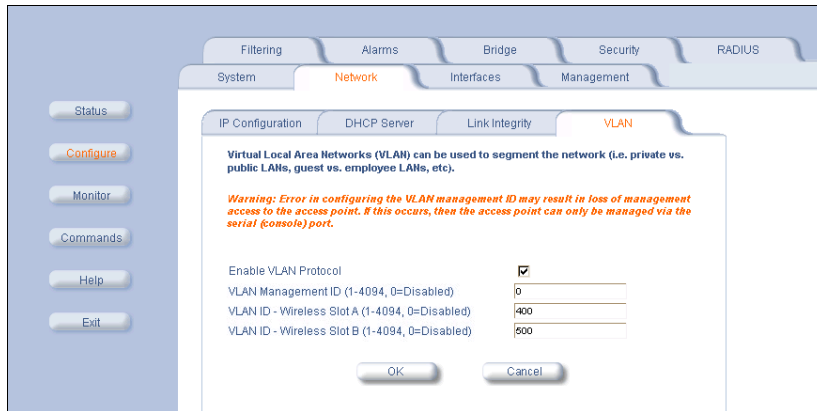 Filtering Alarms Bridge Security RADIUS
System Network Interfaces Management
Status
Configure
Monitor
Commands
Help
Exit
IP Configuration DHCP Server Link Integrity VLAN
Virtual Local Area Networks (VLAN) can be used to segment the network (i.e. private vs.
public LANs, guest vs. employee LANs, etc).
Warning: Error in configuring the VLAN management ID may result in loss of management
access to the access point. If this occurs, then the access point can only be managed via the
serial (console) port.
Enable VLAN Protocol
VLAN Management ID (1-4094, 0=Disabled) 0
VLAN ID - Wireless Slot A (1-4094, 0=Disabled) 400
VLAN ID - Wireless Slot B (1-4094, 0=Disabled) 500
OK Cancel